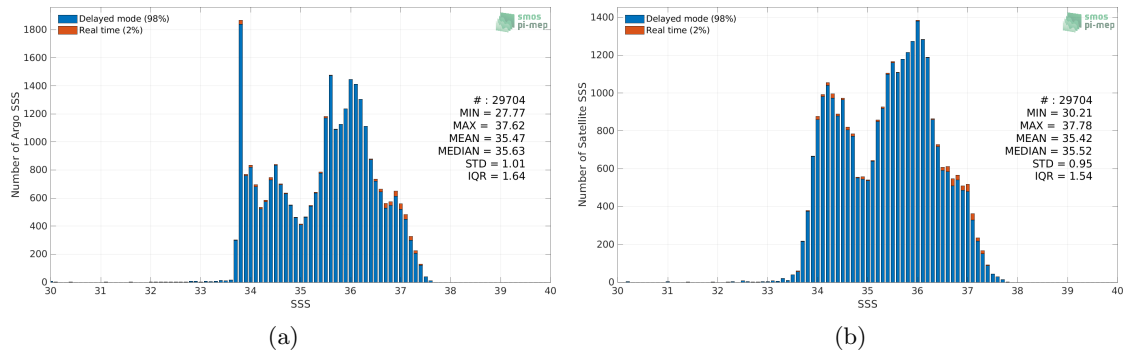 Delayed mode (98%)
Real time (2%)
smos
pi-mep
Number of Argo SSS
1800
1600
1400
1200
1000
800
600
400
200
0
# : 29704
MIN = 27.77
MAX = 37.62
MEAN = 35.47
MEDIAN = 35.63
STD = 1.01
IQR = 1.64
30 31 32 33 34 35 36 37 38 39 40
SSS
(a)
Delayed mode (98%)
Real time (2%)
smos
pi-mep
Number of Satellite SSS
1400
1200
1000
800
600
400
200
0
# : 29704
MIN = 30.21
MAX = 37.78
MEAN = 35.42
MEDIAN = 35.52
STD = 0.95
IQR = 1.54
30 31 32 33 34 35 36 37 38 39 40
SSS
(b)